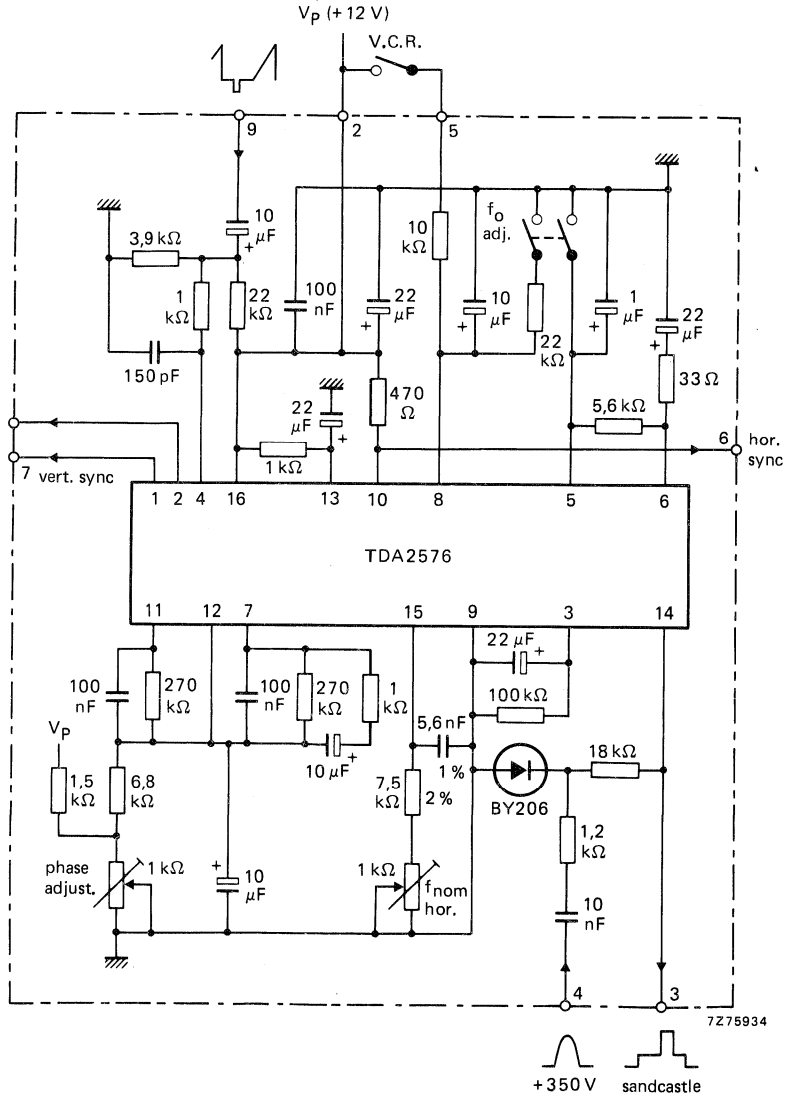 V_P (+ 12 V)
V.C.R.
9
2
5
10
µF
+
3,9 kΩ
1
kΩ
22
kΩ
100
nF
22
µF
+
10
kΩ
10
µF
+
f_o
adj.
22
kΩ
1
µF
+
22
µF
+
33 Ω
150 pF
22
µF
+
470
Ω
5,6 kΩ
1 kΩ
6
hor.
sync
7 vert. sync
1 2 4 16 13 10 8 5 6
TDA2576
11 12 7 15 9 3 14
22 µF
+
100
nF
270
kΩ
100
nF
270
kΩ
1
kΩ
100 kΩ
5,6 nF
1 %
10 µF
+
V_P
1,5
kΩ
6,8
kΩ
7,5
kΩ
2 %
BY206
18 kΩ
1,2
kΩ
phase
adjust.
1 kΩ
+
10
µF
1 kΩ
f_nom
hor.
10
nF
4
3
7Z75934
+350 V
sandcastle